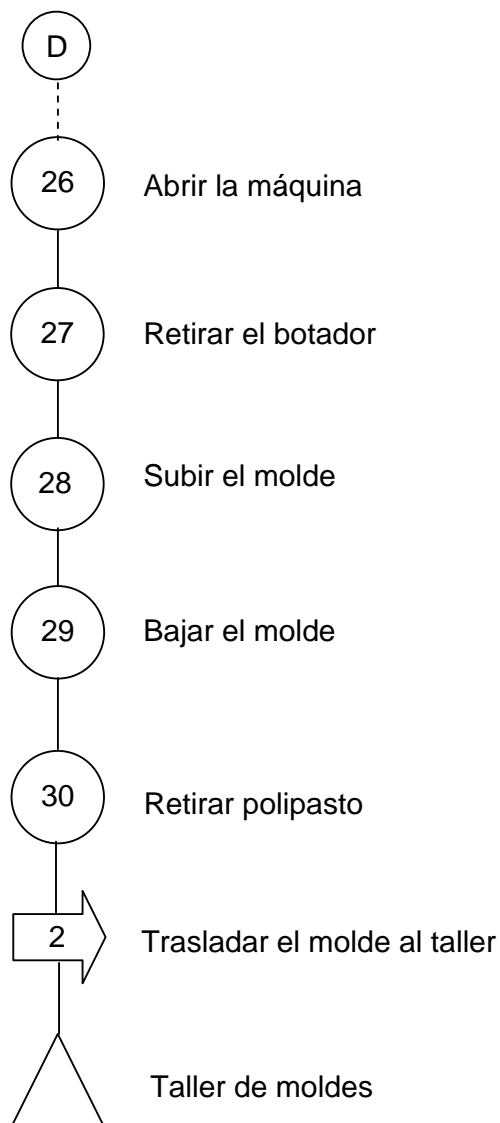 D
26 Abrir la máquina
27 Retirar el botador
28 Subir el molde
29 Bajar el molde
30 Retirar polipasto
2 Trasladar el molde al taller
Taller de moldes